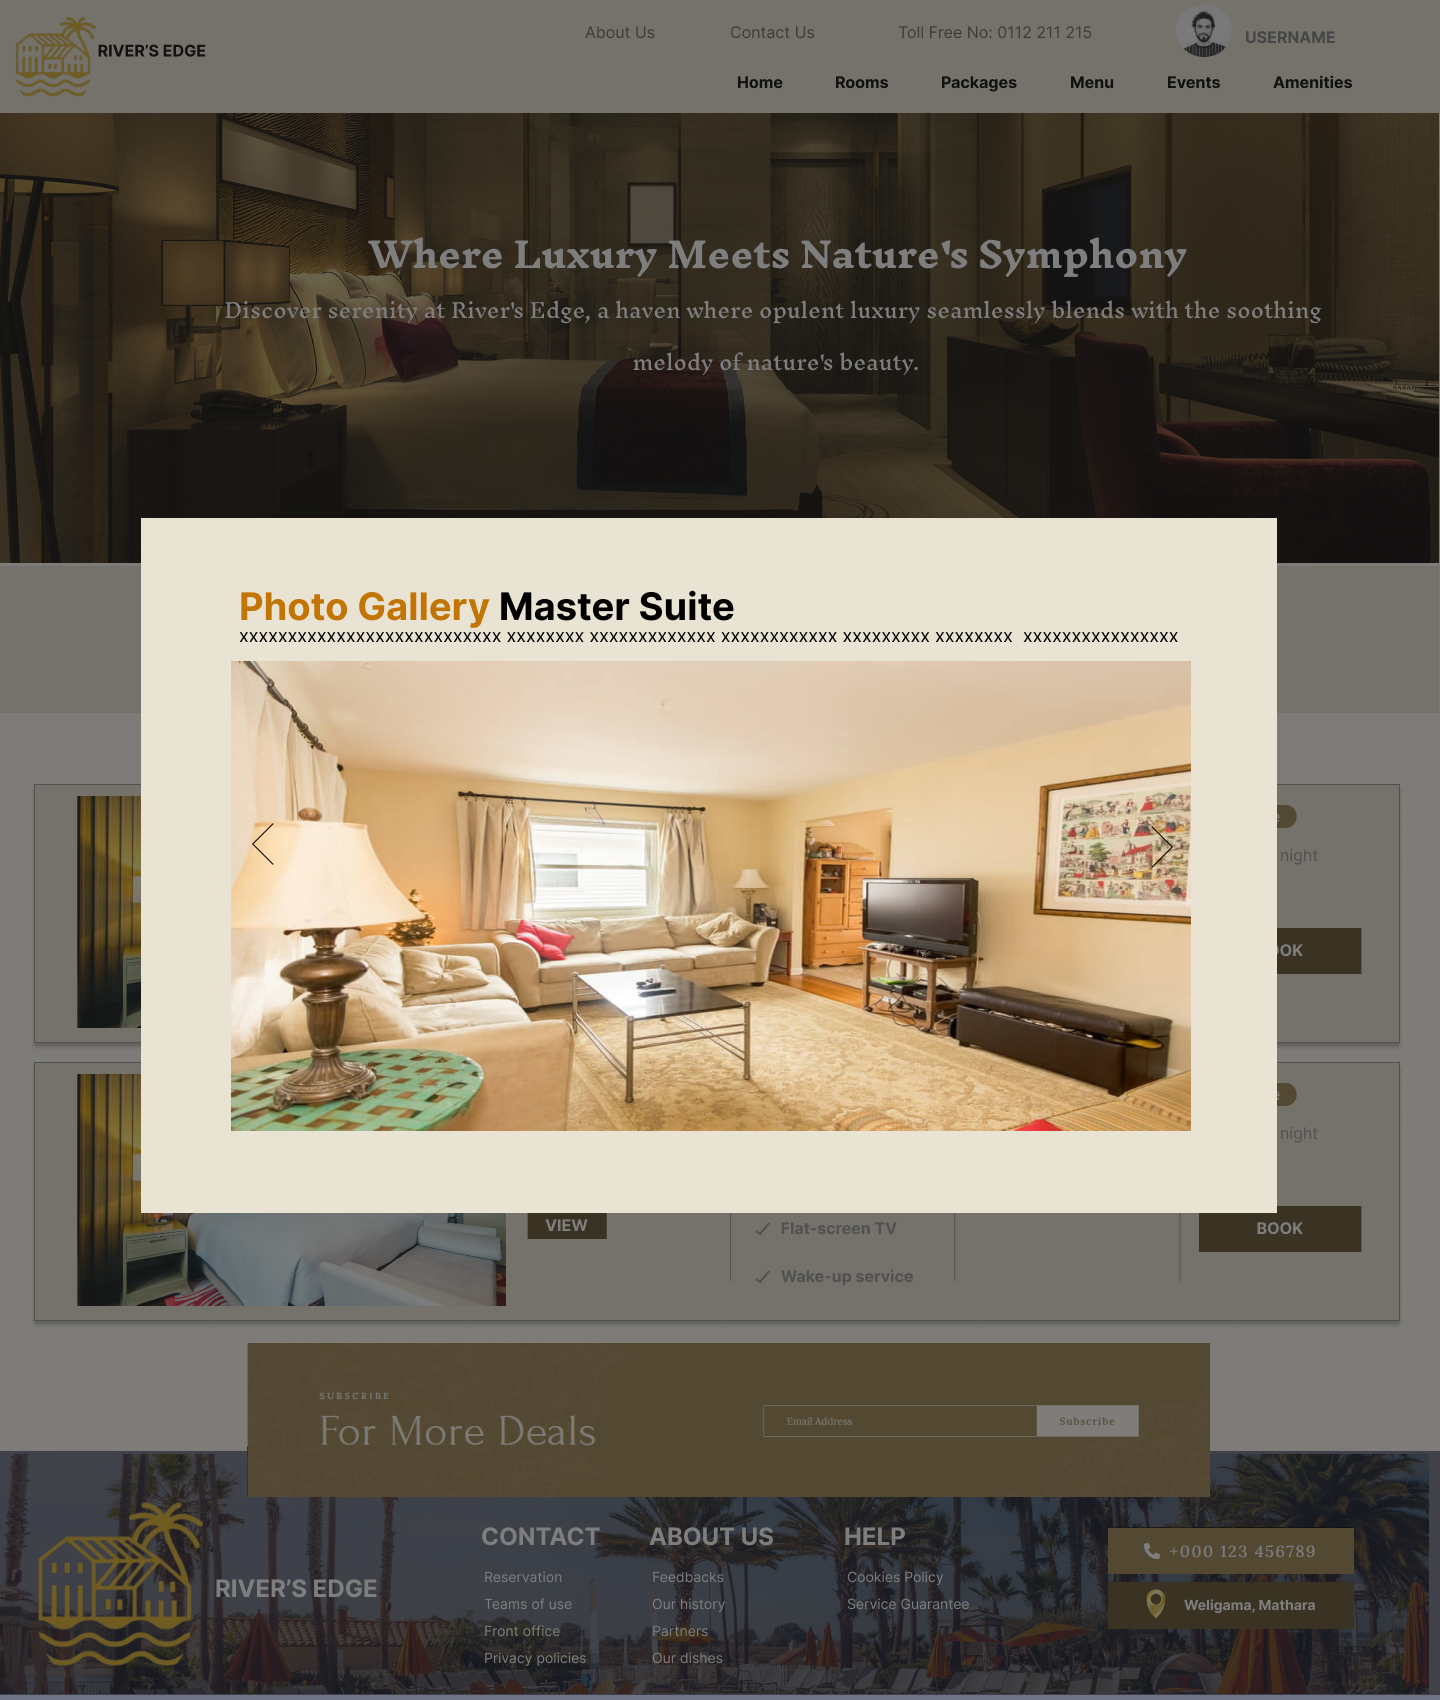 RIVER’S EDGE
About Us
Contact Us
Toll Free No: 0112 211 215
USERNAME
Home
Rooms
Packages
Menu
Events
Amenities
Where Luxury Meets Nature's Symphony
Discover serenity at River's Edge, a haven where opulent luxury seamlessly blends with the soothing
melody of nature's beauty.
Photo Gallery Master Suite
xxxxxxxxxxxxxxxxxxxxxxxxxxx xxxxxxxx xxxxxxxxxxxxx xxxxxxxxxxxx xxxxxxxxx xxxxxxxx  xxxxxxxxxxxxxxxx
night
OOK
night
VIEW
Flat-screen TV
Wake-up service
BOOK
SUBSCRIBE
For More Deals
Email Address
Subscribe
RIVER’S EDGE
CONTACT
Reservation
Teams of use
Front office
Privacy policies
ABOUT US
Feedbacks
Our history
Partners
Our dishes
HELP
Cookies Policy
Service Guarantee
+000 123 456789
Weligama, Mathara